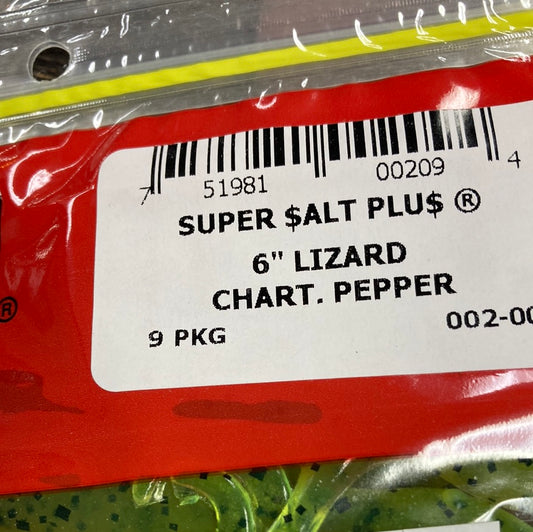 7 51981 00209 4
SUPER $ALT PLU$ ®
6" LIZARD
CHART. PEPPER
9 PKG 002-00
®